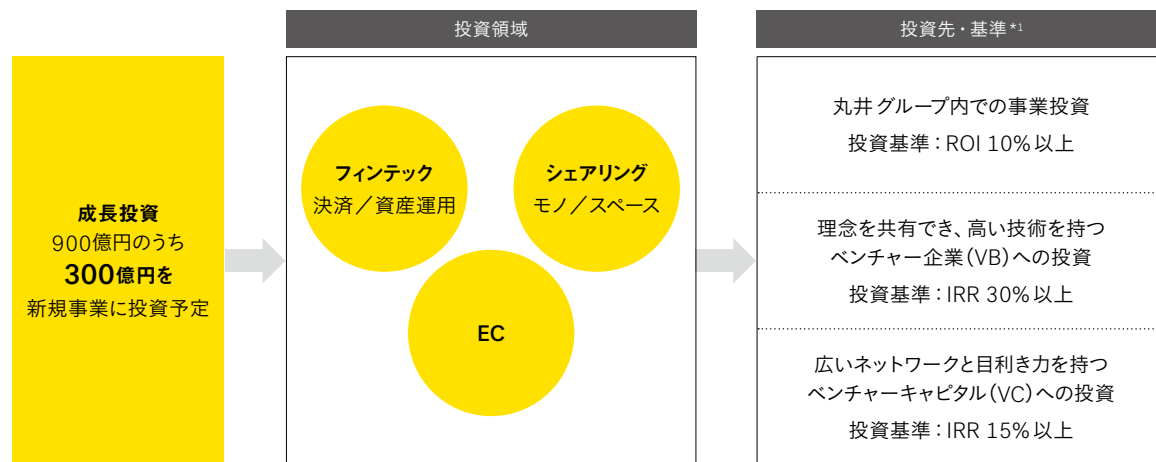 投資領域
投資先・基準*1
成長投資
900億円のうち
300億円を
新規事業に投資予定
フィンテック
決済／資産運用
シェアリング
モノ／スペース
EC
丸井グループ内での事業投資
投資基準：ROI 10%以上
理念を共有でき、高い技術を持つ
ベンチャー企業（VB）への投資
投資基準：IRR 30%以上
広いネットワークと目利き力を持つ
ベンチャーキャピタル（VC）への投資
投資基準：IRR 15%以上